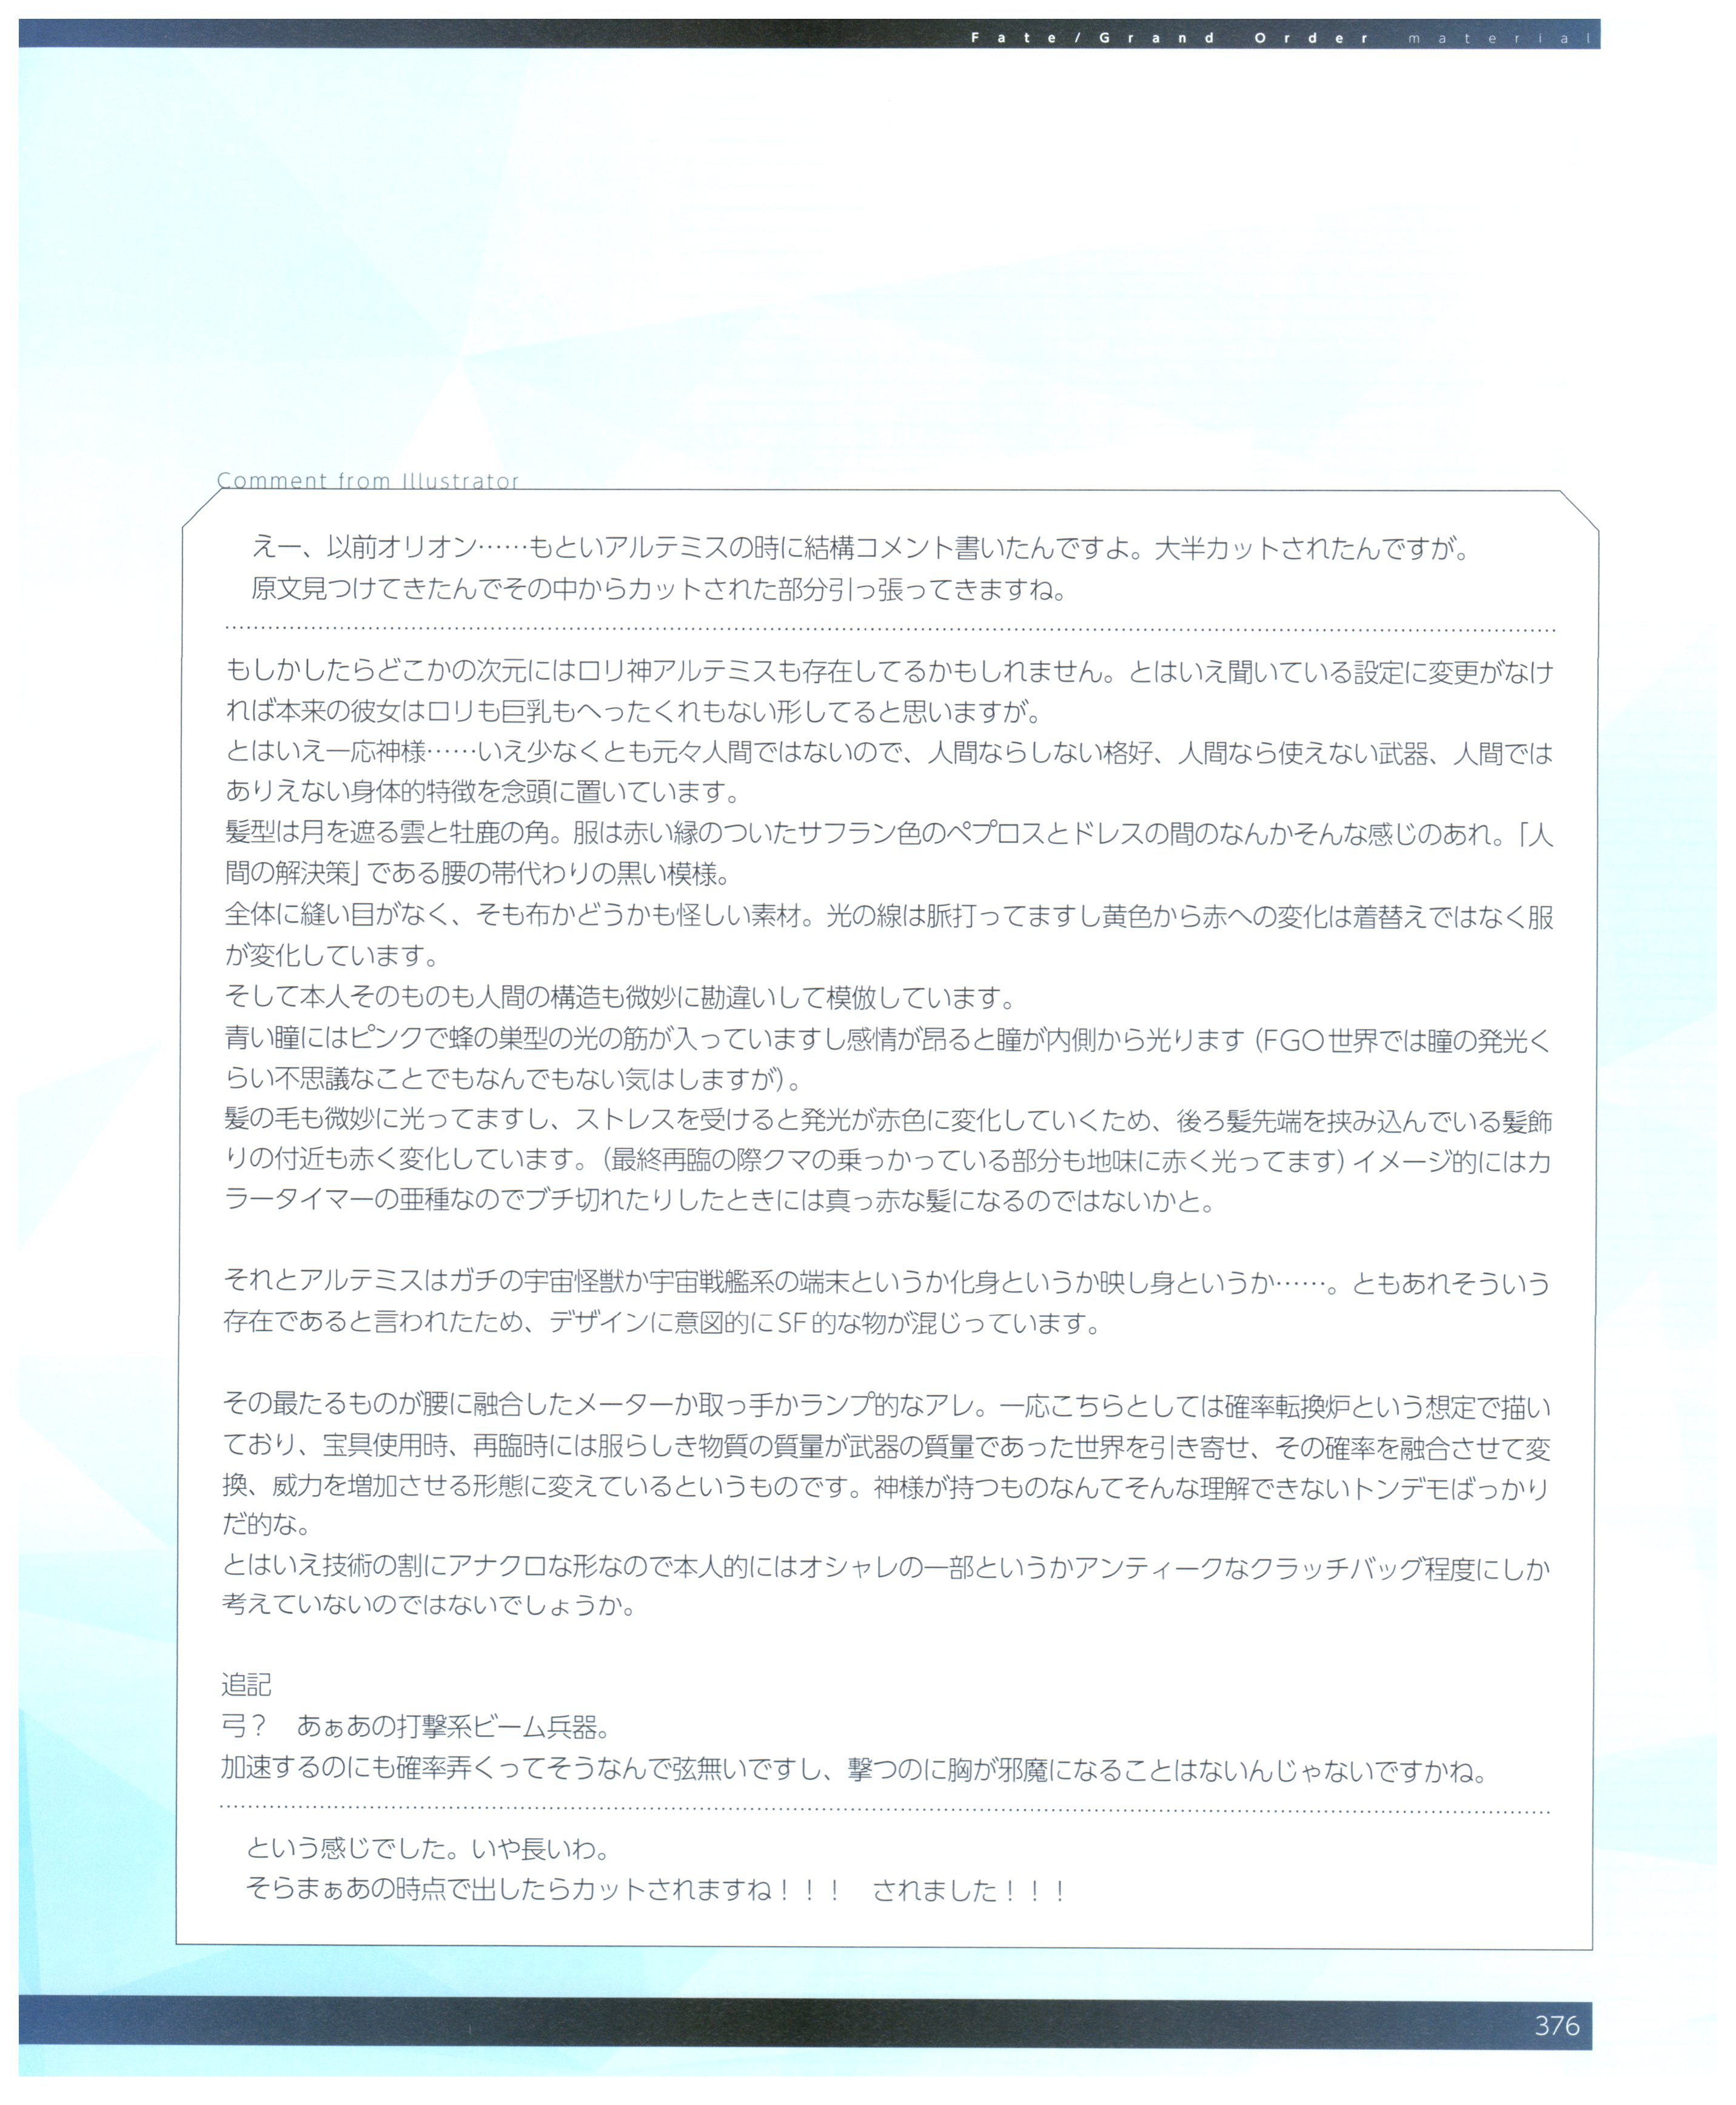 Fate/Grand Order material
Comment from Illustrator
えー、以前オリオン……もといアルテミスの時に結構コメント書いたんですよ。大半カットされたんですが。
原文見つけてきたんでその中からカットされた部分引っ張ってきますね。
もしかしたらどこかの次元にはロリ神アルテミスも存在してるかもしれません。とはいえ聞いている設定に変更がなけ
れば本来の彼女はロリも巨乳もへったくれもない形してると思いますが。
とはいえ一応神様……いえ少なくとも元々人間ではないので、人間ならしない格好、人間なら使えない武器、人間では
ありえない身体的特徴を念頭に置いています。
髪型は月を遮る雲と牡鹿の角。服は赤い縁のついたサフラン色のペプロスとドレスの間のなんかそんな感じのあれ。「人
間の解決策」である腰の帯代わりの黒い模様。
全体に縫い目がなく、そも布かどうかも怪しい素材。光の線は脈打ってますし黄色から赤への変化は着替えではなく服
が変化しています。
そして本人そのものも人間の構造も微妙に勘違いして模倣しています。
青い瞳にはピンクで蜂の巣型の光の筋が入っていますし感情が昂ると瞳が内側から光ります（FGO世界では瞳の発光く
らい不思議なことでもなんでもない気はしますが）。
髪の毛も微妙に光ってますし、ストレスを受けると発光が赤色に変化していくため、後ろ髪先端を挟み込んでいる髪飾
りの付近も赤く変化しています。（最終再臨の際クマの乗っかっている部分も地味に赤く光ってます）イメージ的にはカ
ラータイマーの亜種なのでブチ切れたりしたときには真っ赤な髪になるのではないかと。
それとアルテミスはガチの宇宙怪獣か宇宙戦艦系の端末というか化身というか映し身というか……。ともあれそういう
存在であると言われたため、デザインに意図的にSF的な物が混じっています。
その最たるものが腰に融合したメーターか取っ手かランプ的なアレ。一応こちらとしては確率転換炉という想定で描い
ており、宝具使用時、再臨時には服らしき物質の質量が武器の質量であった世界を引き寄せ、その確率を融合させて変
換、威力を増加させる形態に変えているというものです。神様が持つものなんてそんな理解できないトンデモばっかり
だ的な。
とはいえ技術の割にアナクロな形なので本人的にはオシャレの一部というかアンティークなクラッチバッグ程度にしか
考えていないのではないでしょうか。
追記
弓？　あぁあの打撃系ビーム兵器。
加速するのにも確率弄くってそうなんで弦無いですし、撃つのに胸が邪魔になることはないんじゃないですかね。
という感じでした。いや長いわ。
そらまぁあの時点で出したらカットされますね！！！　されました！！！
376